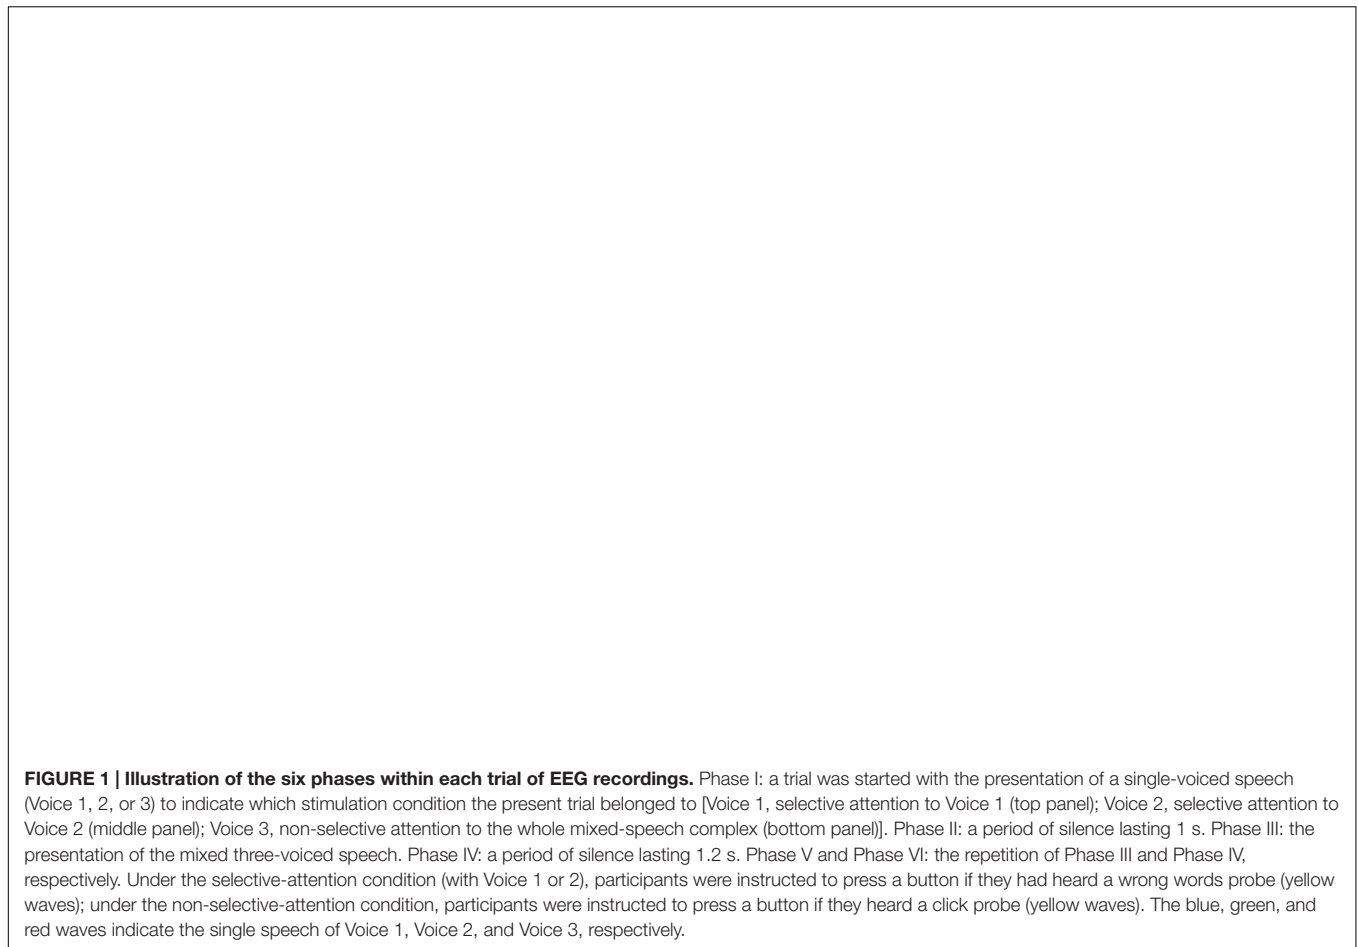 FIGURE 1 | Illustration of the six phases within each trial of EEG recordings. Phase I: a trial was started with the presentation of a single-voiced speech
(Voice 1, 2, or 3) to indicate which stimulation condition the present trial belonged to [Voice 1, selective attention to Voice 1 (top panel); Voice 2, selective attention to
Voice 2 (middle panel); Voice 3, non-selective attention to the whole mixed-speech complex (bottom panel)]. Phase II: a period of silence lasting 1 s. Phase III: the
presentation of the mixed three-voiced speech. Phase IV: a period of silence lasting 1.2 s. Phase V and Phase VI: the repetition of Phase III and Phase IV,
respectively. Under the selective-attention condition (with Voice 1 or 2), participants were instructed to press a button if they had heard a wrong words probe (yellow
waves); under the non-selective-attention condition, participants were instructed to press a button if they heard a click probe (yellow waves). The blue, green, and
red waves indicate the single speech of Voice 1, Voice 2, and Voice 3, respectively.